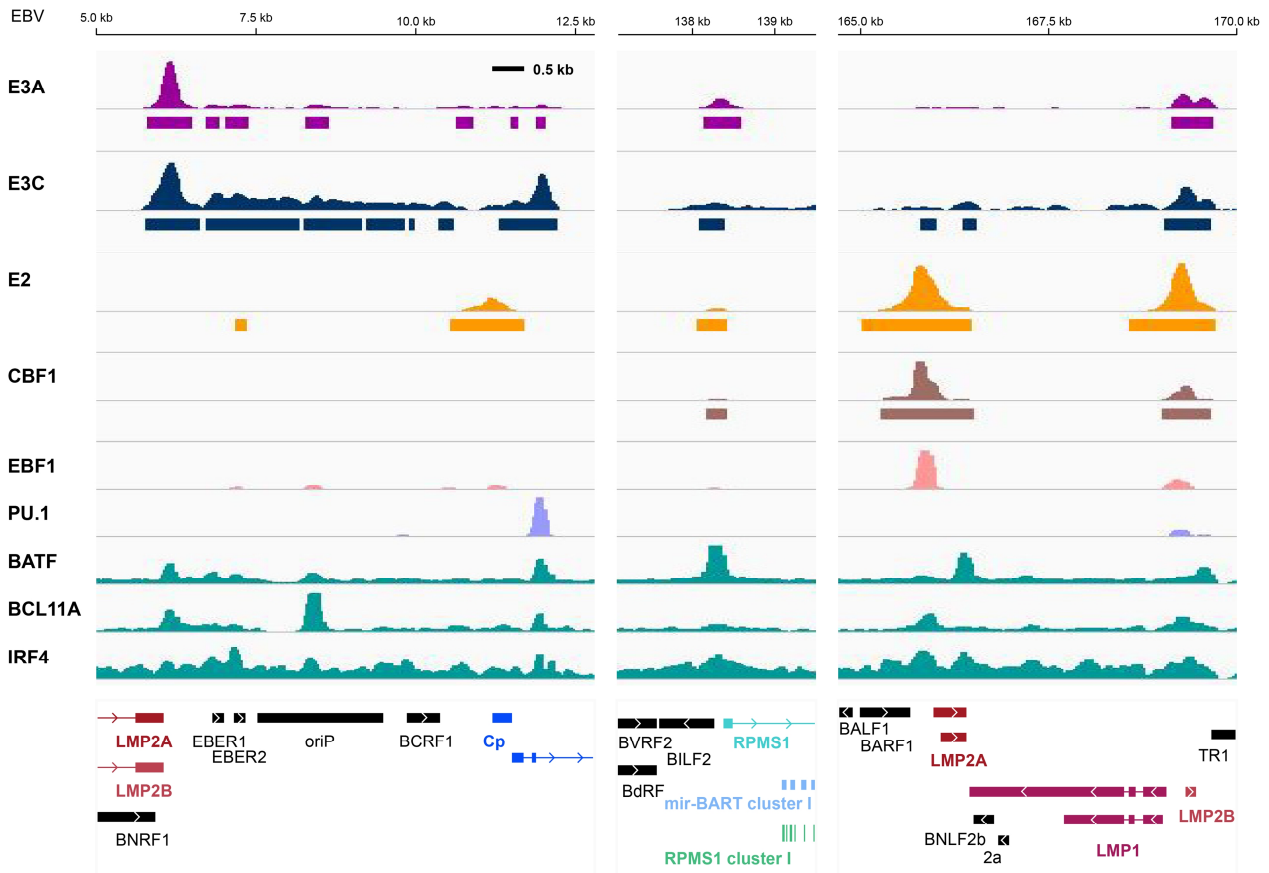 EBV
5.0 kb 7.5 kb 10.0 kb 12.5 kb 138 kb 139 kb 165.0 kb 167.5 kb 170.0 kb
0.5 kb
E3A
E3C
E2
CBF1
EBF1
PU.1
BATF
BCL11A
IRF4
LMP2A EBER1 oriP BCRF1 Cp BVRF2 RPMS1 BALF1
EBER2 BILF2 BARF1 LMP2A TR1
LMP2B BdRF mir-BART cluster I LMP2B
BNRF1 BNLF2b LMP1
2a
RPMS1 cluster I